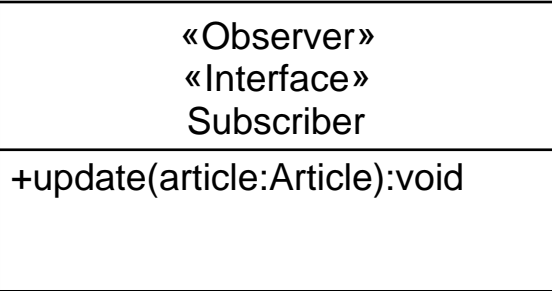 «Observer»
«Interface»
Subscriber
+update(article:Article):void